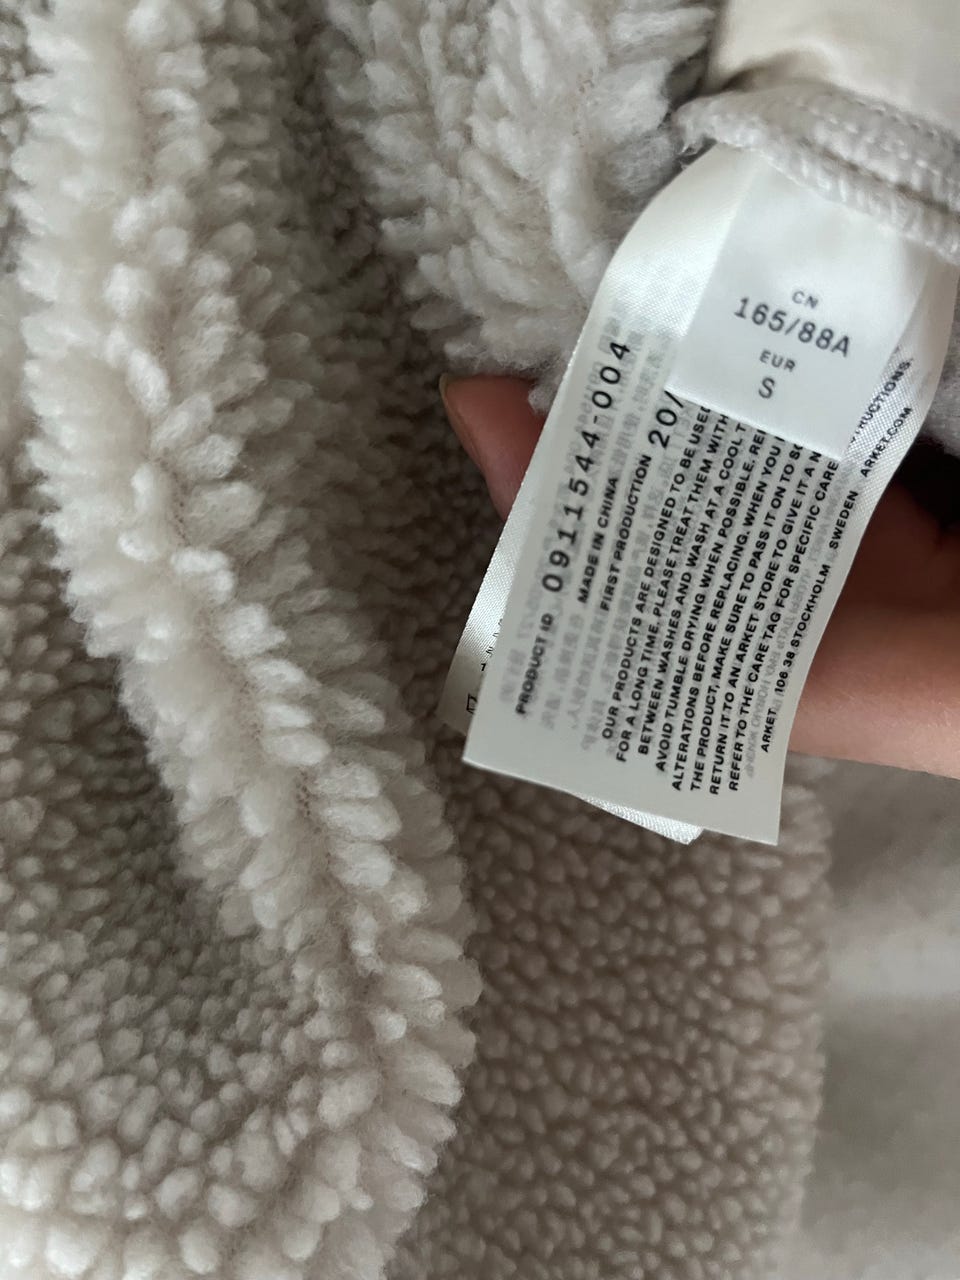 CN
165/88A
EUR
S
PRODUCT ID 0911544-004
MADE IN CHINA
FIRST PRODUCTION 20/
OUR PRODUCTS ARE DESIGNED TO BE USED
FOR A LONG TIME. PLEASE TREAT THEM WITH
BETWEEN WASHES AND WASH AT A COOL
AVOID TUMBLE DRYING WHEN POSSIBLE.
ALTERATIONS BEFORE REPLACING. WHEN YOU
THE PRODUCT, MAKE SURE TO PASS IT ON TO
RETURN IT TO AN ARKET STORE TO GIVE IT A
REFER TO THE CARE TAG FOR SPECIFIC CARE
ARKET 106 38 STOCKHOLM SWEDEN ARKET.COM